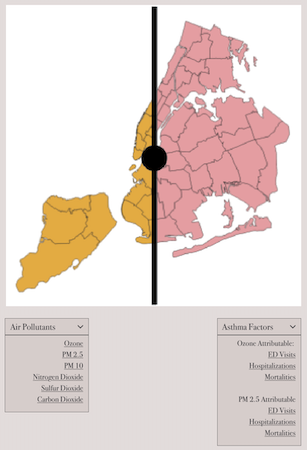 Air Pollutants
Ozone
PM 2.5
PM 10
Nitrogen Dioxide
Sulfur Dioxide
Carbon Dioxide
Asthma Factors
Ozone Attributable:
ED Visits
Hospitalizations
Mortalities
PM 2.5 Attributable
ED Visits
Hospitalizations
Mortalities